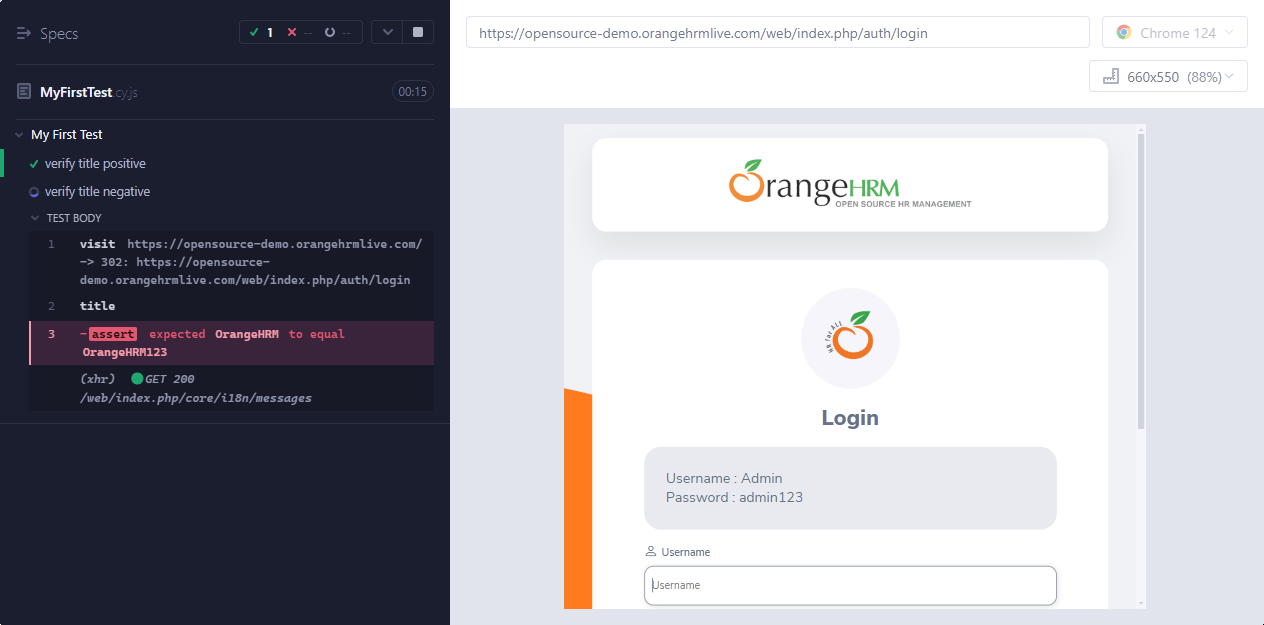 Specs
1 -- --
MyFirstTest.cy.js
00:15
My First Test
verify title positive
verify title negative
TEST BODY
1 visit https://opensource-demo.orangehrmlive.com/
-> 302: https://opensource-
demo.orangehrmlive.com/web/index.php/auth/login
2 title
3 -assert expected OrangeHRM to equal
OrangeHRM123
(xhr) GET 200
/web/index.php/core/i18n/messages
https://opensource-demo.orangehrmlive.com/web/index.php/auth/login
Chrome 124
660x550 (88%)
OrangeHRM
OPEN SOURCE HR MANAGEMENT
HR for All
Login
Username : Admin
Password : admin123
Username
Username